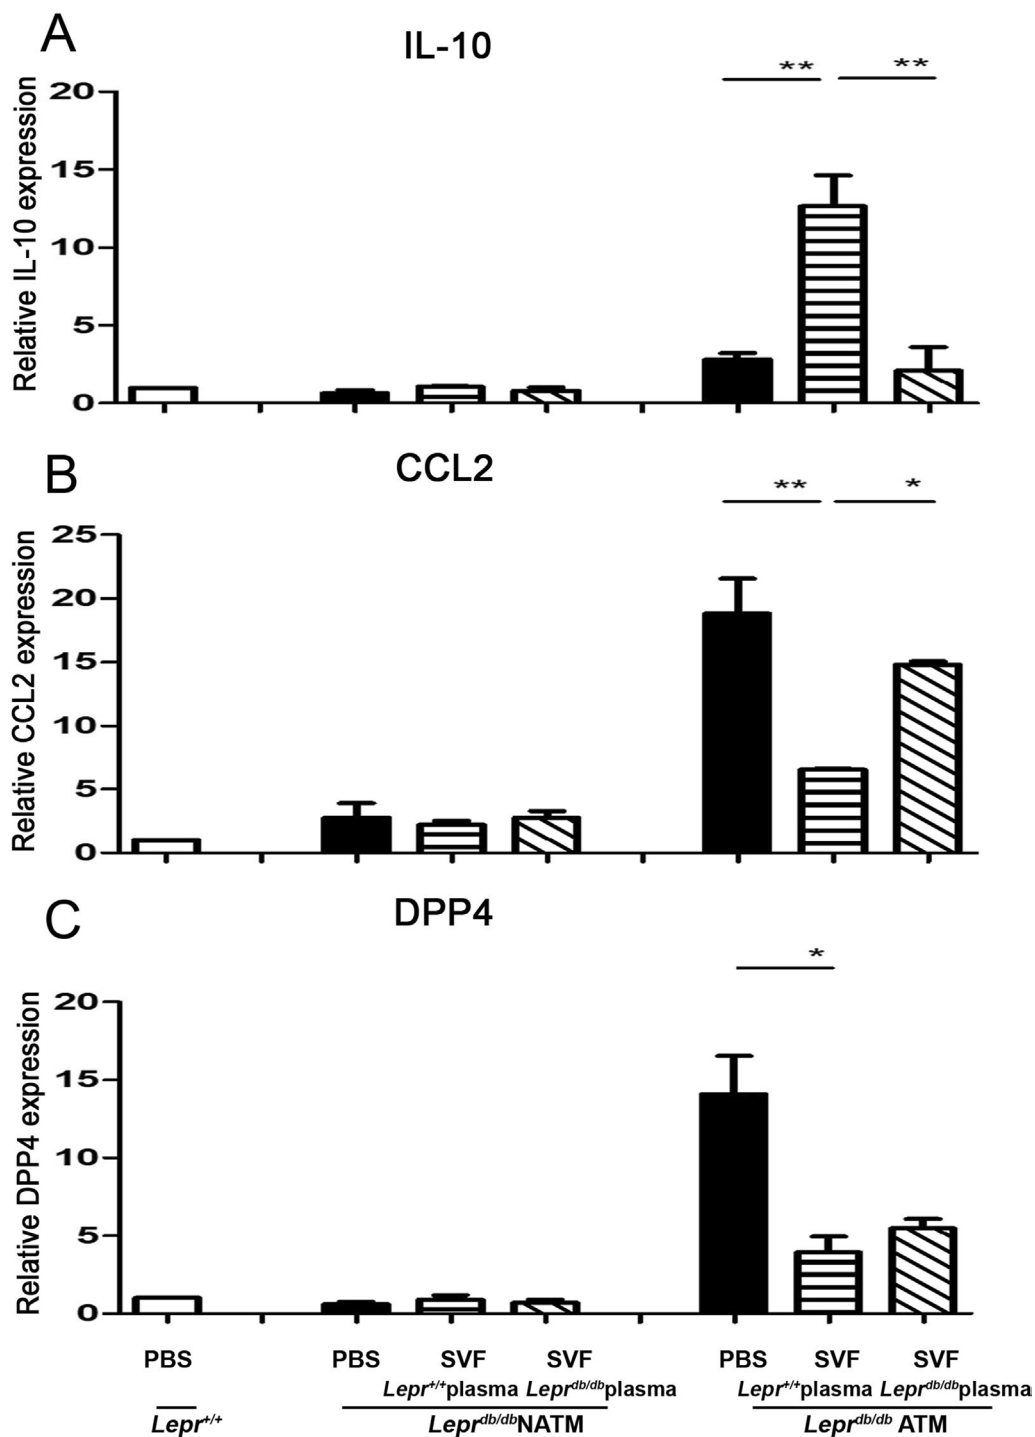 A
IL-10
Relative IL-10 expression
20
15
10
5
0
**
**
B
CCL2
Relative CCL2 expression
25
20
15
10
5
0
**
*
C
DPP4
Relative DPP4 expression
20
15
10
5
0
*
PBS PBS SVF SVF PBS SVF SVF
Lepr+/+plasma Leprdb/dbplasma Lepr+/+plasma Leprdb/dbplasma
Lepr+/+ Leprdb/dbNATM Leprdb/db ATM